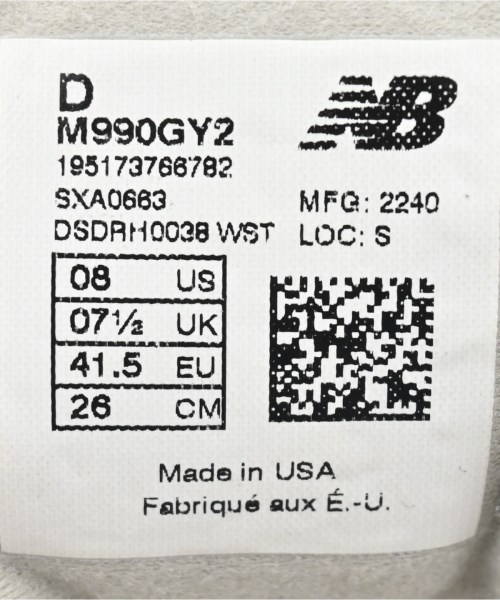 D
M990GY2
195173766782
SXA0663
DSDRH0038 WST
NB
MFG: 2240
LOC: S
08 US
07½ UK
41.5 EU
26 CM
Made in USA
Fabriqué aux É.-U.